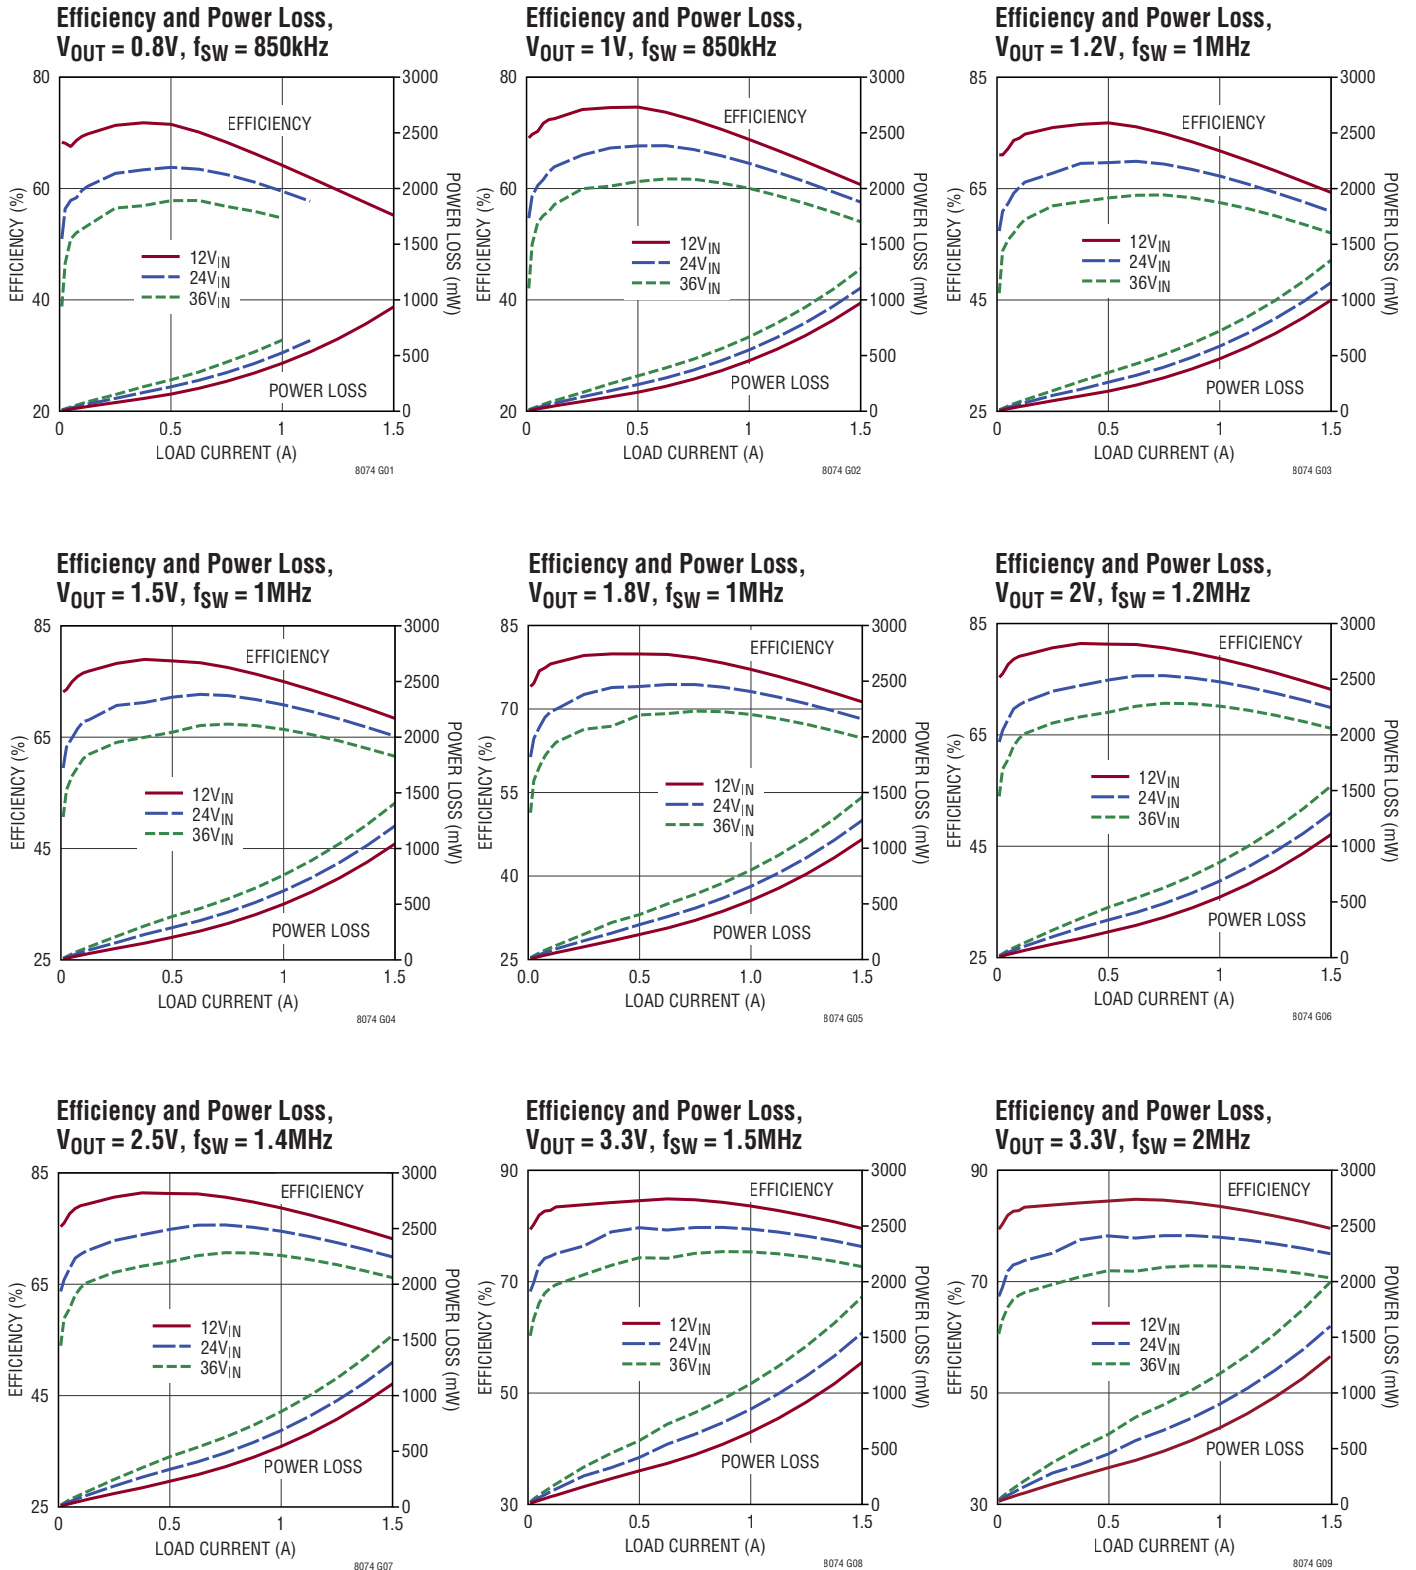 Efficiency and Power Loss,
VOUT = 0.8V, fSW = 850kHz
80
60
40
20
EFFICIENCY (%)
3000
2500
2000
1500
1000
500
0
POWER LOSS (mW)
EFFICIENCY
12VIN
24VIN
36VIN
POWER LOSS
0
0.5
1
1.5
LOAD CURRENT (A)
8074 G01
Efficiency and Power Loss,
VOUT = 1V, fSW = 850kHz
80
60
40
20
EFFICIENCY (%)
3000
2500
2000
1500
1000
500
0
POWER LOSS (mW)
EFFICIENCY
12VIN
24VIN
36VIN
POWER LOSS
0
0.5
1
1.5
LOAD CURRENT (A)
8074 G02
Efficiency and Power Loss,
VOUT = 1.2V, fSW = 1MHz
85
65
45
25
EFFICIENCY (%)
3000
2500
2000
1500
1000
500
0
POWER LOSS (mW)
EFFICIENCY
12VIN
24VIN
36VIN
POWER LOSS
0
0.5
1
1.5
LOAD CURRENT (A)
8074 G03
Efficiency and Power Loss,
VOUT = 1.5V, fSW = 1MHz
85
65
45
25
EFFICIENCY (%)
3000
2500
2000
1500
1000
500
0
POWER LOSS (mW)
EFFICIENCY
12VIN
24VIN
36VIN
POWER LOSS
0
0.5
1
1.5
LOAD CURRENT (A)
8074 G04
Efficiency and Power Loss,
VOUT = 1.8V, fSW = 1MHz
85
70
55
40
25
EFFICIENCY (%)
3000
2500
2000
1500
1000
500
0
POWER LOSS (mW)
EFFICIENCY
12VIN
24VIN
36VIN
POWER LOSS
0.0
0.5
1.0
1.5
LOAD CURRENT (A)
8074 G05
Efficiency and Power Loss,
VOUT = 2V, fSW = 1.2MHz
85
65
45
25
EFFICIENCY (%)
3000
2500
2000
1500
1000
500
0
POWER LOSS (mW)
EFFICIENCY
12VIN
24VIN
36VIN
POWER LOSS
0
0.5
1
1.5
LOAD CURRENT (A)
8074 G06
Efficiency and Power Loss,
VOUT = 2.5V, fSW = 1.4MHz
85
65
45
25
EFFICIENCY (%)
3000
2500
2000
1500
1000
500
0
POWER LOSS (mW)
EFFICIENCY
12VIN
24VIN
36VIN
POWER LOSS
0
0.5
1
1.5
LOAD CURRENT (A)
8074 G07
Efficiency and Power Loss,
VOUT = 3.3V, fSW = 1.5MHz
90
70
50
30
EFFICIENCY (%)
3000
2500
2000
1500
1000
500
0
POWER LOSS (mW)
EFFICIENCY
12VIN
24VIN
36VIN
POWER LOSS
0
0.5
1
1.5
LOAD CURRENT (A)
8074 G08
Efficiency and Power Loss,
VOUT = 3.3V, fSW = 2MHz
90
70
50
30
EFFICIENCY (%)
3000
2500
2000
1500
1000
500
0
POWER LOSS (mW)
EFFICIENCY
12VIN
24VIN
36VIN
POWER LOSS
0
0.5
1
1.5
LOAD CURRENT (A)
8074 G09